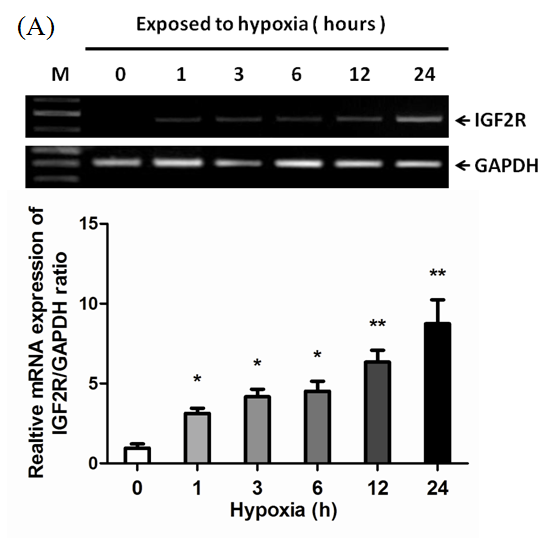 (A)
Exposed to hypoxia ( hours )
M 0 1 3 6 12 24
IGF2R
GAPDH
Realtive mRNA expression of
IGF2R/GAPDH ratio
15
10
5
0
* * * ** **
0 1 3 6 12 24
Hypoxia (h)